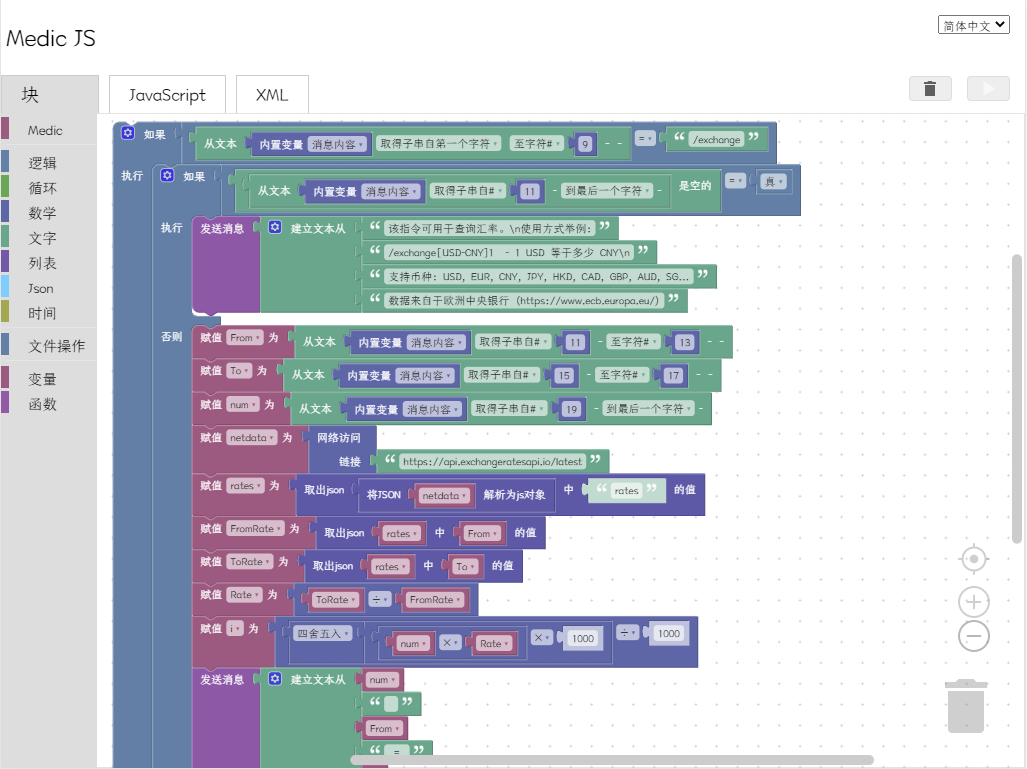 简体中文
Medic JS
块
JavaScript
XML
Medic
逻辑
循环
数学
文字
列表
Json
时间
文件操作
变量
函数
如果 从文本 内置变量 消息内容 取得子串自第一个字符 至字符# 9 - - = “ /exchange ”
执行 如果 从文本 内置变量 消息内容 取得子串自# 11 - 到最后一个字符 - 是空的 = 真
执行 发送消息 建立文本从 “ 该指令可用于查询汇率。\n使用方式举例: ”
“ /exchange[USD-CNY]1 - 1 USD 等于多少 CNY\n ”
“ 支持币种: USD, EUR, CNY, JPY, HKD, CAD, GBP, AUD, SG... ”
“ 数据来自于欧洲中央银行（https://www.ecb.europa.eu/） ”
否则 赋值 From 为 从文本 内置变量 消息内容 取得子串自# 11 - 至字符# 13 - -
赋值 To 为 从文本 内置变量 消息内容 取得子串自# 15 - 至字符# 17 - -
赋值 num 为 从文本 内置变量 消息内容 取得子串自# 19 - 到最后一个字符 -
赋值 netdata 为 网络访问
链接 “ https://api.exchangeratesapi.io/latest ”
赋值 rates 为 取出json 将JSON netdata 解析为js对象 中 “ rates ” 的值
赋值 FromRate 为 取出json rates 中 From 的值
赋值 ToRate 为 取出json rates 中 To 的值
赋值 Rate 为 ToRate ÷ FromRate
赋值 i 为 四舍五入 num × Rate × 1000 ÷ 1000
发送消息 建立文本从 num
“ ”
From
“ = ”